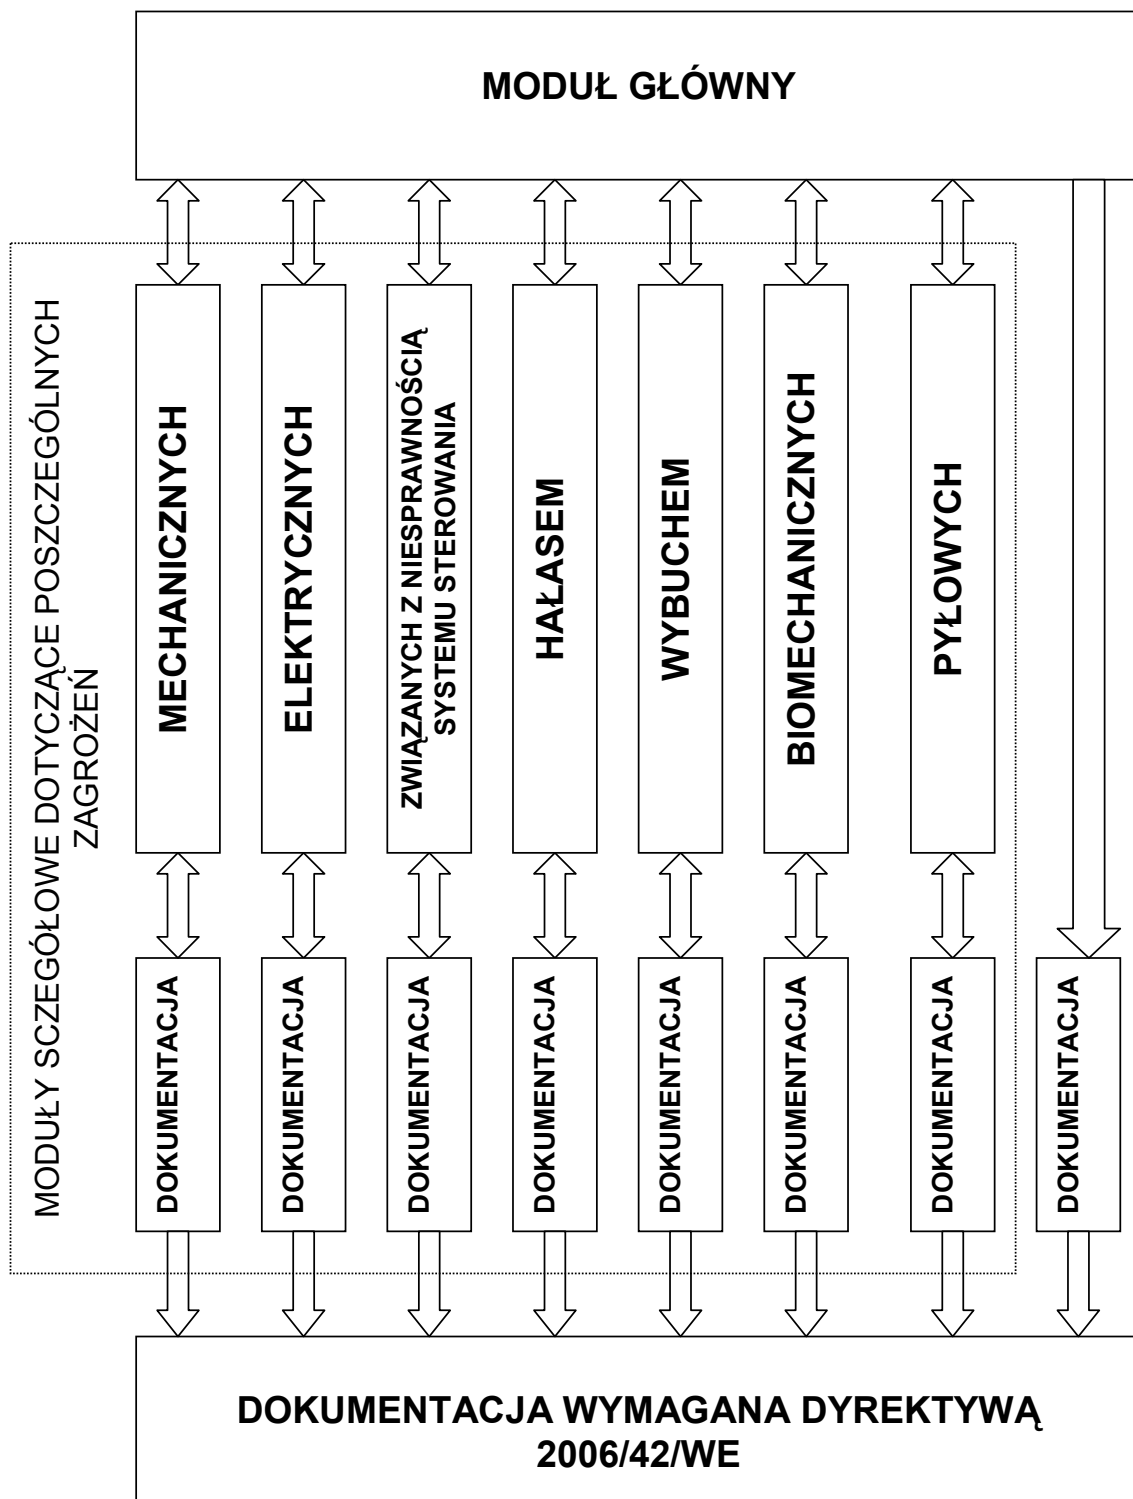 MODUŁ GŁÓWNY
MODUŁY SCZEGÓŁOWE DOTYCZĄCE POSZCZEGÓLNYCH
ZAGROŻEŃ
MECHANICZNYCH
ELEKTRYCZNYCH
ZWIĄZANYCH Z NIESPRAWNOŚCIĄ
SYSTEMU STEROWANIA
HAŁASEM
WYBUCHEM
BIOMECHANICZNYCH
PYŁOWYCH
DOKUMENTACJA
DOKUMENTACJA
DOKUMENTACJA
DOKUMENTACJA
DOKUMENTACJA
DOKUMENTACJA
DOKUMENTACJA
DOKUMENTACJA
DOKUMENTACJA WYMAGANA DYREKTYWĄ
2006/42/WE